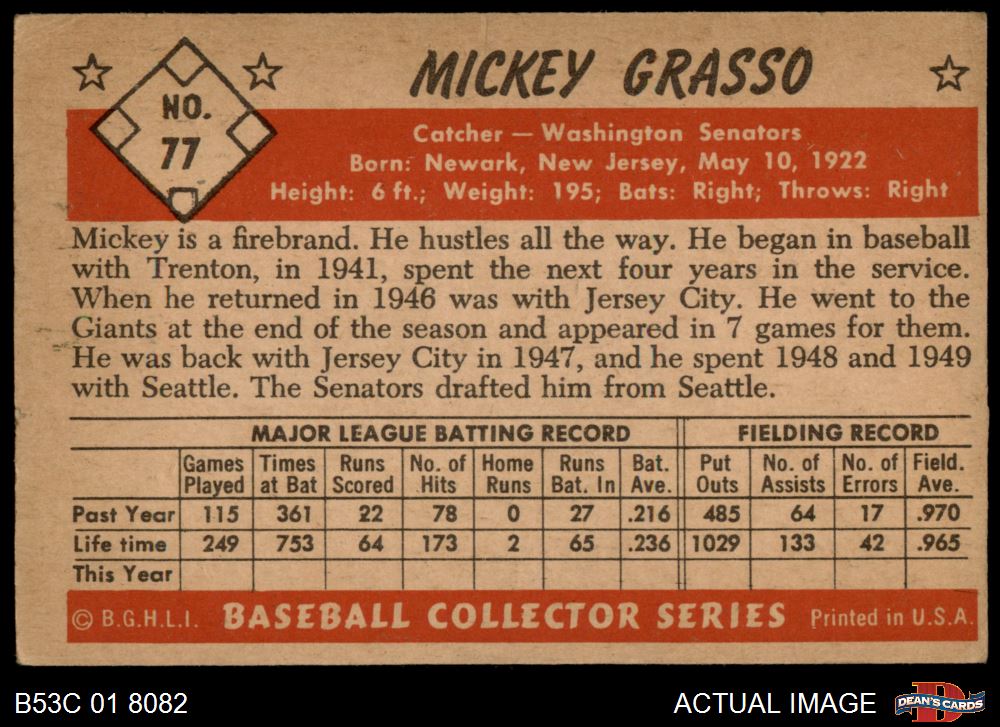 NO.
77
MICKEY GRASSO
Catcher — Washington Senators
Born: Newark, New Jersey, May 10, 1922
Height: 6 ft.; Weight: 195; Bats: Right; Throws: Right
Mickey is a firebrand. He hustles all the way. He began in baseball
with Trenton, in 1941, spent the next four years in the service.
When he returned in 1946 was with Jersey City. He went to the
Giants at the end of the season and appeared in 7 games for them.
He was back with Jersey City in 1947, and he spent 1948 and 1949
with Seattle. The Senators drafted him from Seattle.
MAJOR LEAGUE BATTING RECORD FIELDING RECORD
Games Times Runs No. of Home Runs Bat. Put No. of No. of Field.
Played at Bat Scored Hits Runs Bat. In Ave. Outs Assists Errors Ave.
Past Year 115 361 22 78 0 27 .216 485 64 17 .970
Life time 249 753 64 173 2 65 .236 1029 133 42 .965
This Year
© B.G.H.L.I. BASEBALL COLLECTOR SERIES Printed in U.S.A.
B53C 01 8082 ACTUAL IMAGE D DEAN'S CARDS